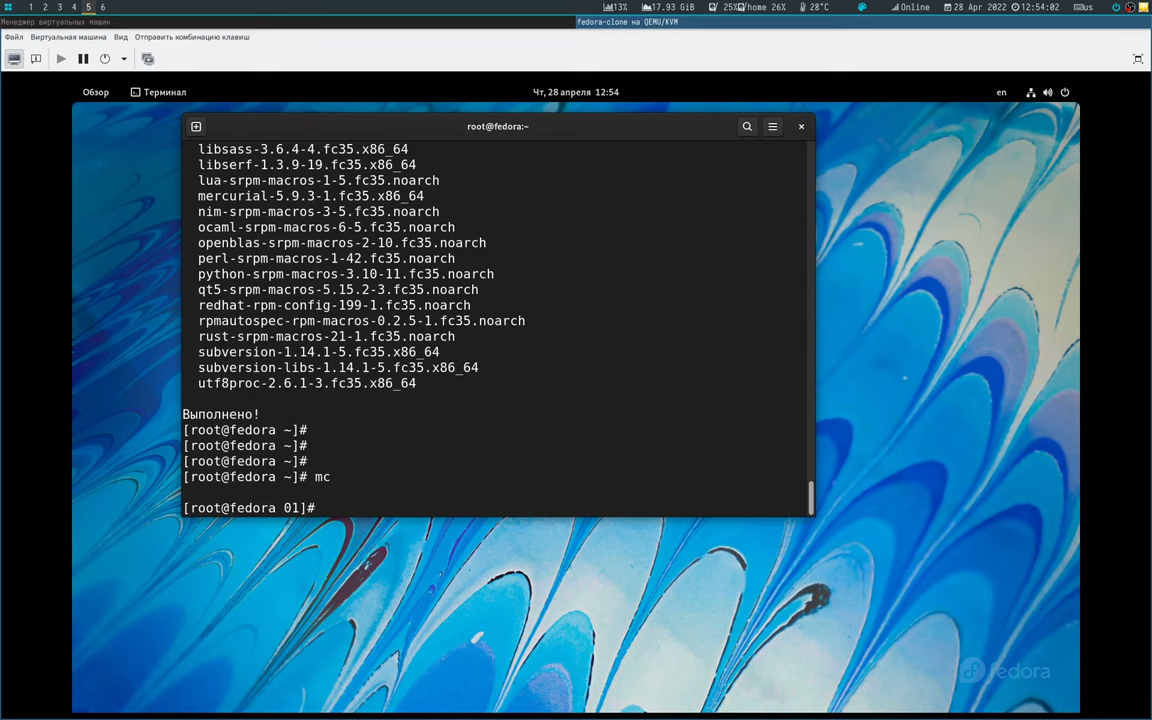 1 2 3 4 5 6
13% 17.93 GiB 25% /home 26% 28°C Online 28 Apr 2022 12:54:02 us
Менеджер виртуальных машин
fedora-clone на QEMU/KVM
Файл Виртуальная машина Вид Отправить комбинацию клавиш
Обзор Терминал Чт, 28 апреля 12:54 en
root@fedora:~
libsass-3.6.4-4.fc35.x86_64
libserf-1.3.9-19.fc35.x86_64
lua-srpm-macros-1-5.fc35.noarch
mercurial-5.9.3-1.fc35.x86_64
nim-srpm-macros-3-5.fc35.noarch
ocaml-srpm-macros-6-5.fc35.noarch
openblas-srpm-macros-2-10.fc35.noarch
perl-srpm-macros-1-42.fc35.noarch
python-srpm-macros-3.10-11.fc35.noarch
qt5-srpm-macros-5.15.2-3.fc35.noarch
redhat-rpm-config-199-1.fc35.noarch
rpmautospec-rpm-macros-0.2.5-1.fc35.noarch
rust-srpm-macros-21-1.fc35.noarch
subversion-1.14.1-5.fc35.x86_64
subversion-libs-1.14.1-5.fc35.x86_64
utf8proc-2.6.1-3.fc35.x86_64
Выполнено!
[root@fedora ~]#
[root@fedora ~]#
[root@fedora ~]#
[root@fedora ~]# mc
[root@fedora 01]#
fedora